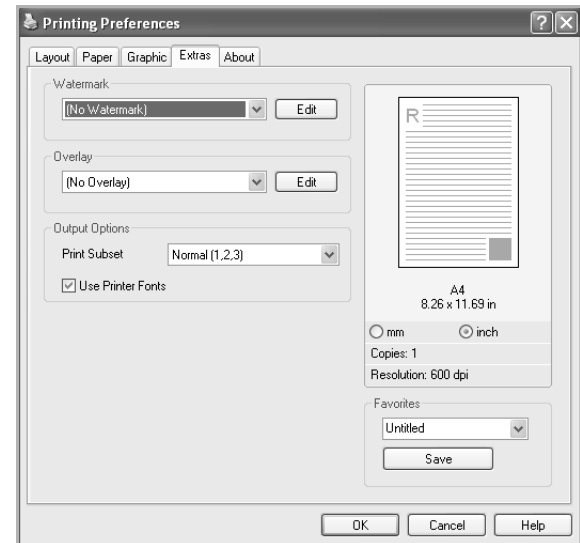 Printing Preferences
Layout Paper Graphic Extras About
Watermark
(No Watermark) Edit
Overlay
(No Overlay) Edit
Output Options
Print Subset Normal (1,2,3)
Use Printer Fonts
R
A4
8.26 x 11.69 in
mm inch
Copies: 1
Resolution: 600 dpi
Favorites
Untitled
Save
OK Cancel Help